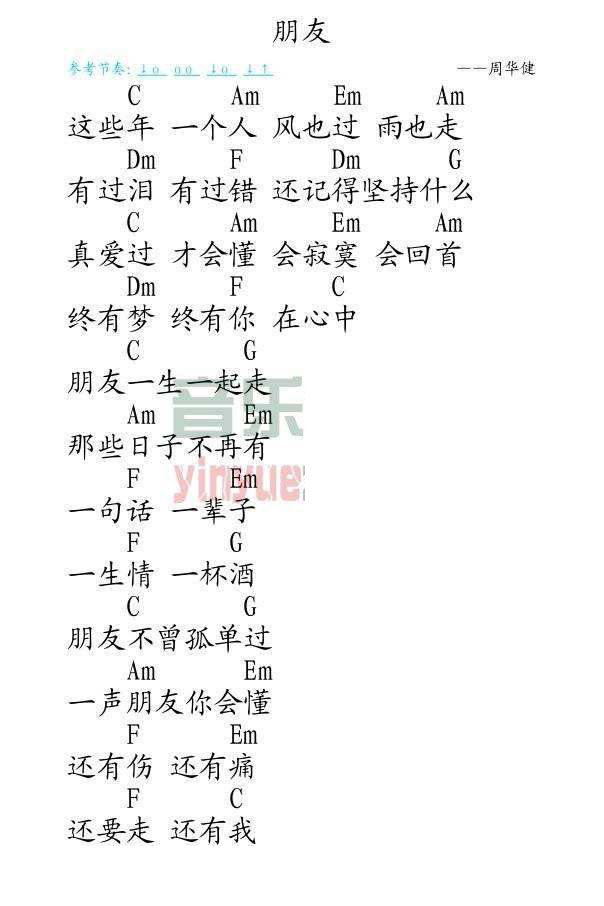 朋友
参考节奏: ↓o oo ↓o ↓↑ ——周华健
C Am Em Am
这些年 一个人 风也过 雨也走
Dm F Dm G
有过泪 有过错 还记得坚持什么
C Am Em Am
真爱过 才会懂 会寂寞 会回首
Dm F C
终有梦 终有你 在心中
C G
朋友一生一起走
Am Em
那些日子不再有
F Em
一句话 一辈子
F G
一生情 一杯酒
C G
朋友不曾孤单过
Am Em
一声朋友你会懂
F Em
还有伤 还有痛
F C
还要走 还有我
音乐
yinyue